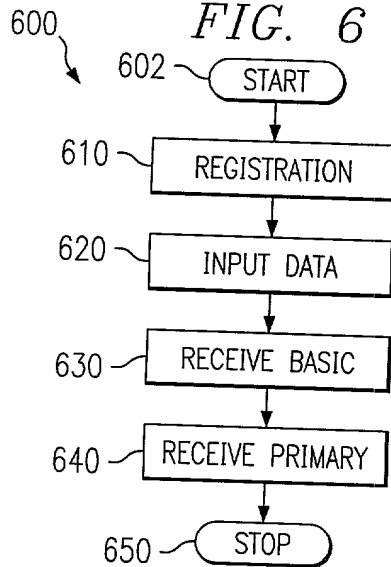 FIG. 6
600
602 START
610 REGISTRATION
620 INPUT DATA
630 RECEIVE BASIC
640 RECEIVE PRIMARY
650 STOP